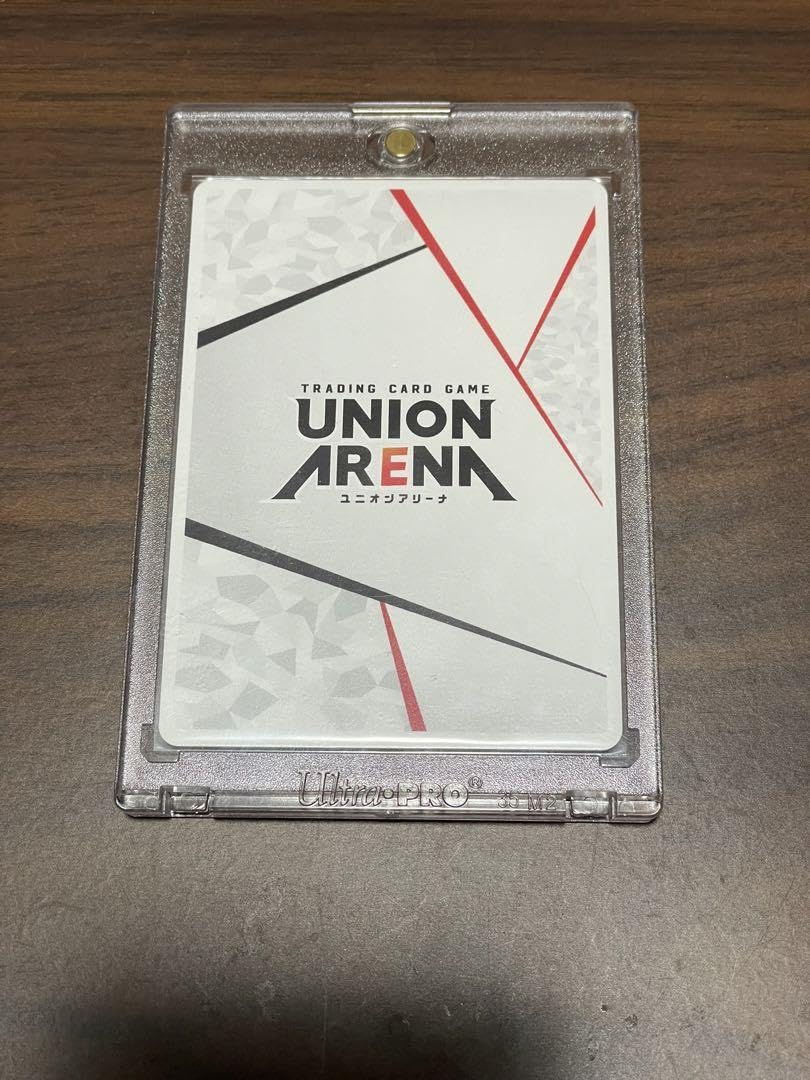 TRADING CARD GAME
UNION
ARENA
ユニオンアリーナ
Ultra·PRO®
35 M2